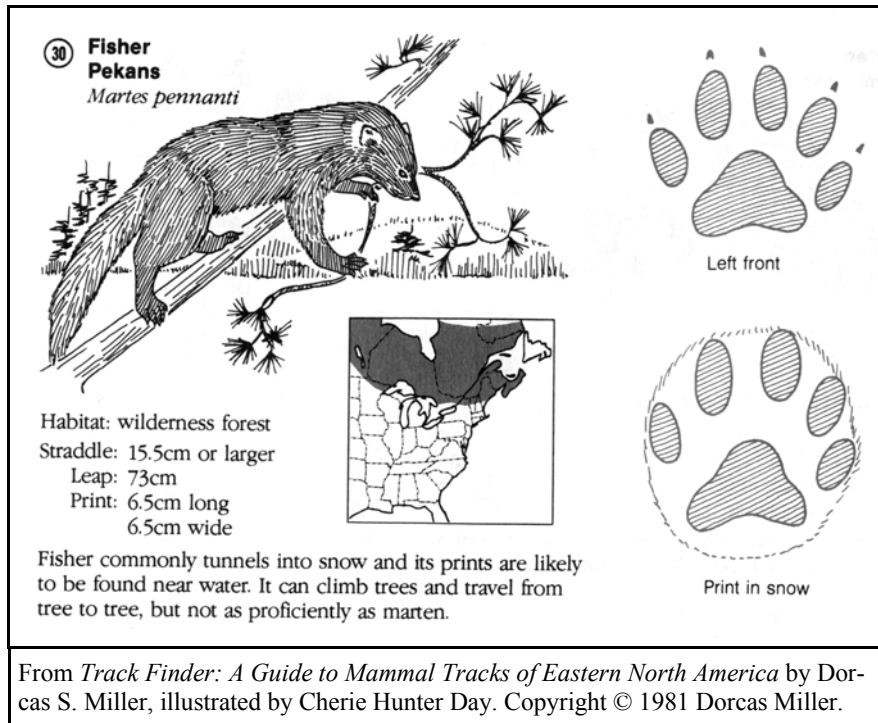 30 Fisher
Pekans
Martes pennanti
Left front
Habitat: wilderness forest
Straddle: 15.5cm or larger
Leap: 73cm
Print: 6.5cm long
6.5cm wide
Fisher commonly tunnels into snow and its prints are likely
to be found near water. It can climb trees and travel from
tree to tree, but not as proficiently as marten.
Print in snow
From Track Finder: A Guide to Mammal Tracks of Eastern North America by Dor-
cas S. Miller, illustrated by Cherie Hunter Day. Copyright © 1981 Dorcas Miller.